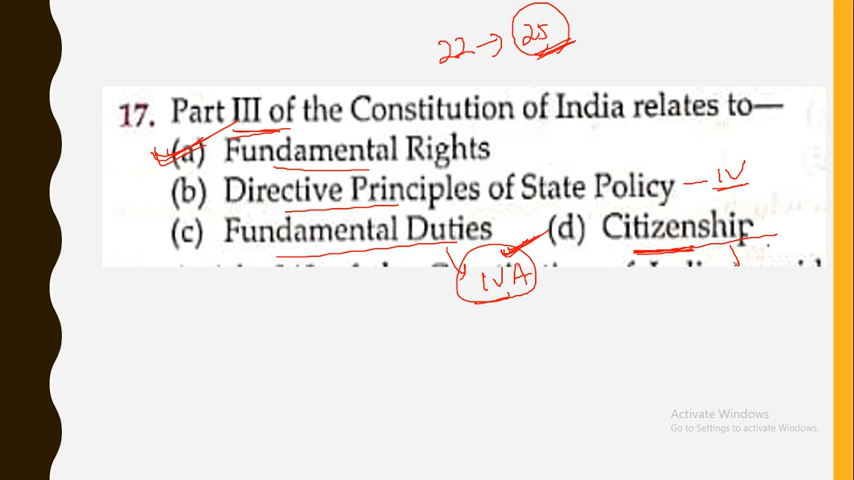 22 → 25
17. Part III of the Constitution of India relates to—
(a) Fundamental Rights
(b) Directive Principles of State Policy – IV
(c) Fundamental Duties (d) Citizenship
IVA
Activate Windows
Go to Settings to activate Windows.